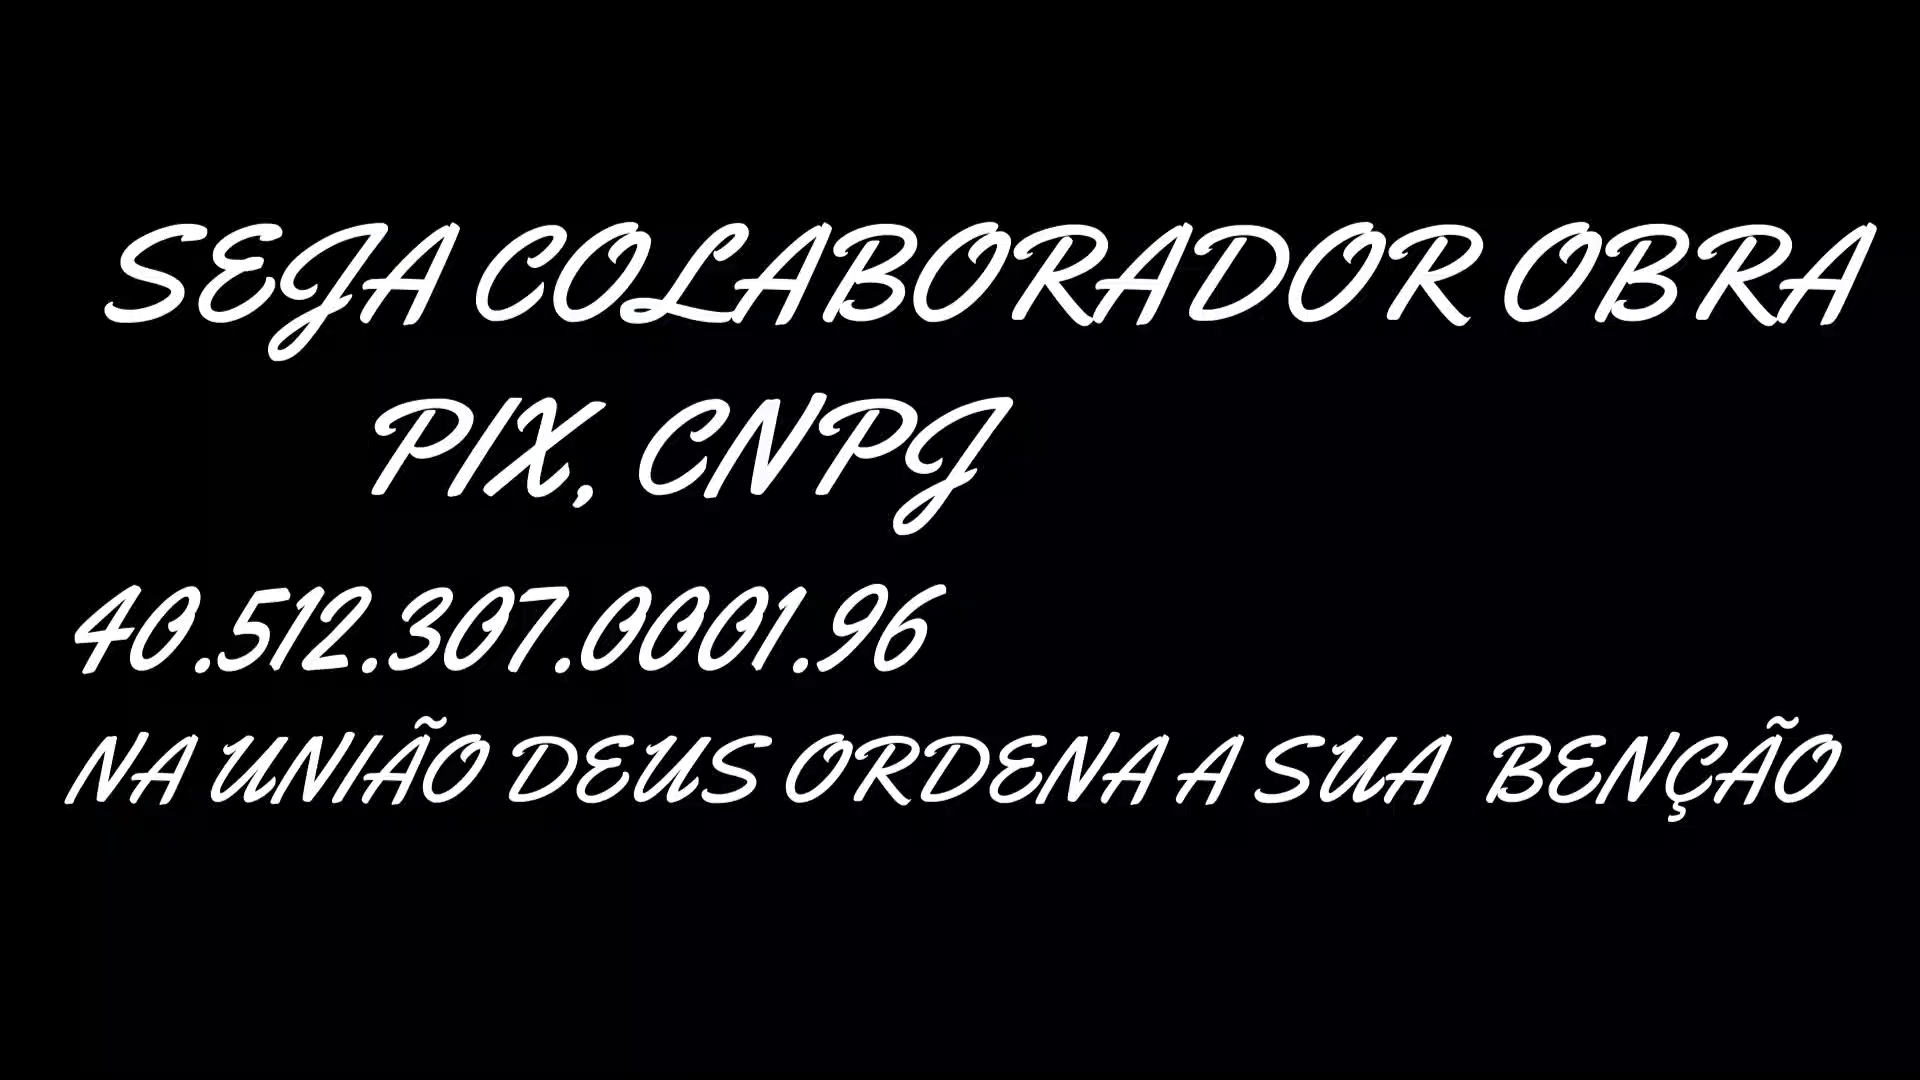 SEJA COLABORADOR OBRA
PIX, CNPJ
40.512.307.0001.96
NA UNIÃO DEUS ORDENA A SUA BENÇÃO